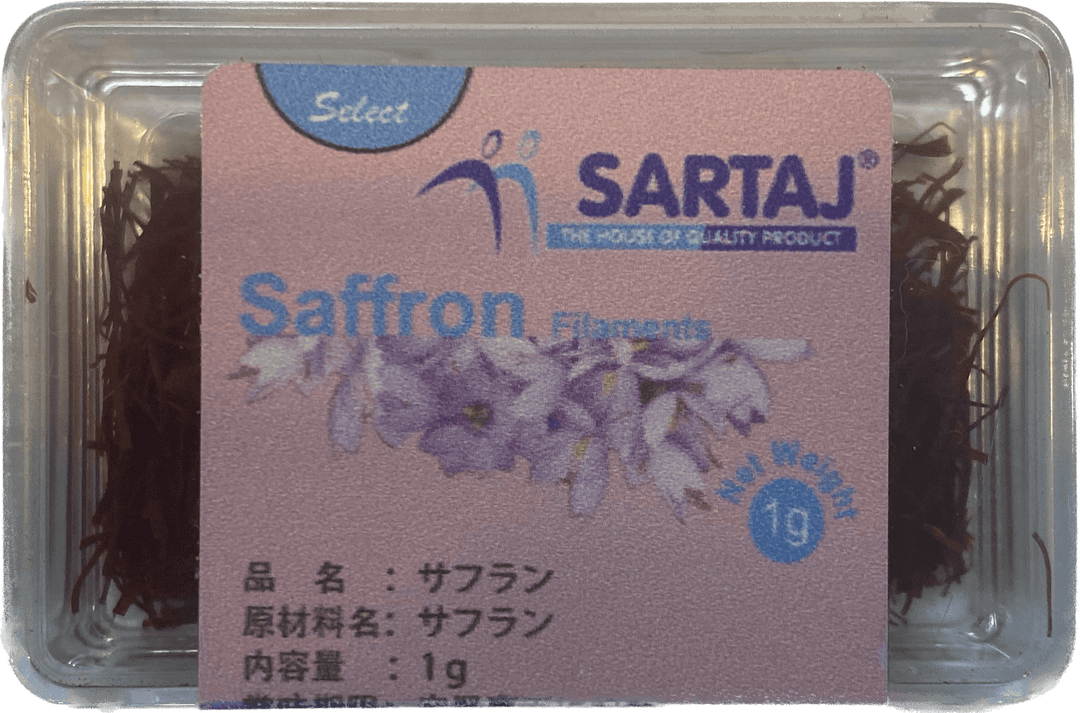 Select
SARTAJ®
THE HOUSE OF QUALITY PRODUCT
Saffron Filaments
Net Weight
1g
品 名 : サフラン
原材料名: サフラン
内容量 : 1g